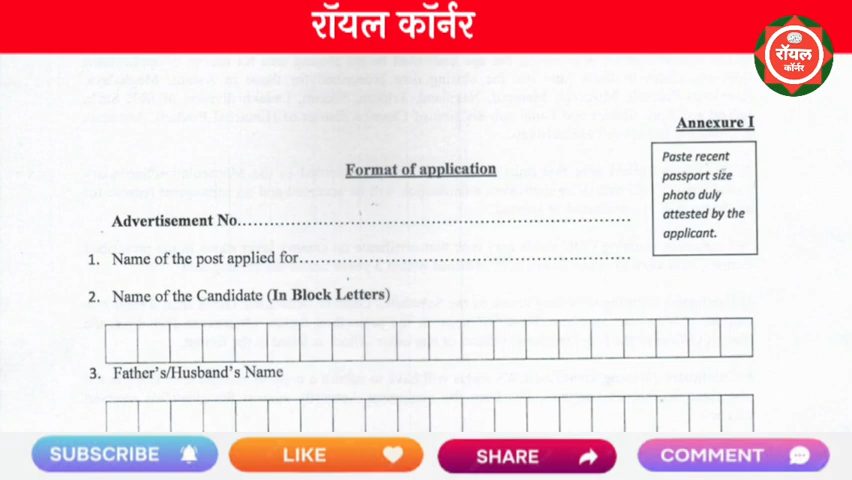 रॉयल कॉर्नर
रॉयल
कॉर्नर
Annexure I
Format of application
Paste recent
passport size
photo duly
attested by the
applicant.
Advertisement No.
1. Name of the post applied for
2. Name of the Candidate (In Block Letters)
3. Father's/Husband's Name
SUBSCRIBE
LIKE
SHARE
COMMENT